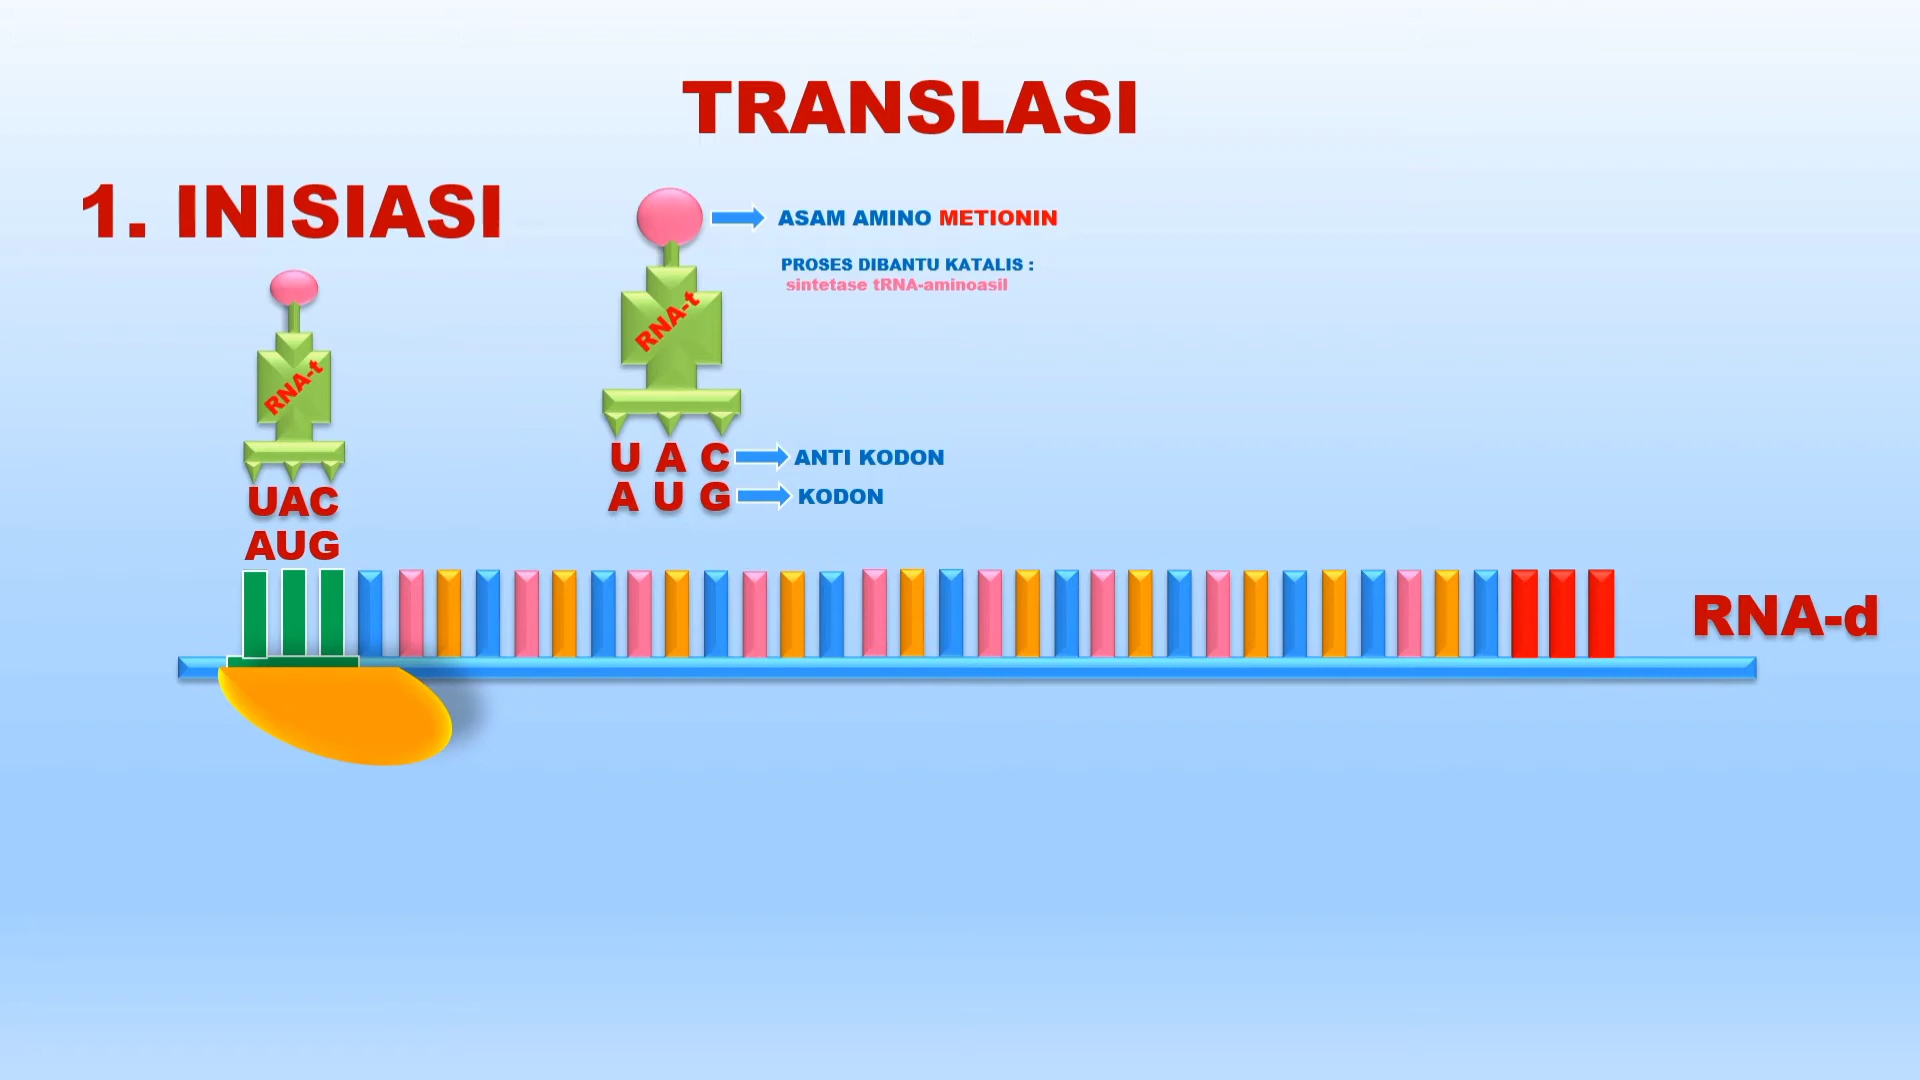 TRANSLASI
1. INISIASI
ASAM AMINO METIONIN
PROSES DIBANTU KATALIS :
sintetase tRNA-aminoasil
RNA-t
RNA-t
U A C
ANTI KODON
A U G
KODON
UAC
AUG
RNA-d